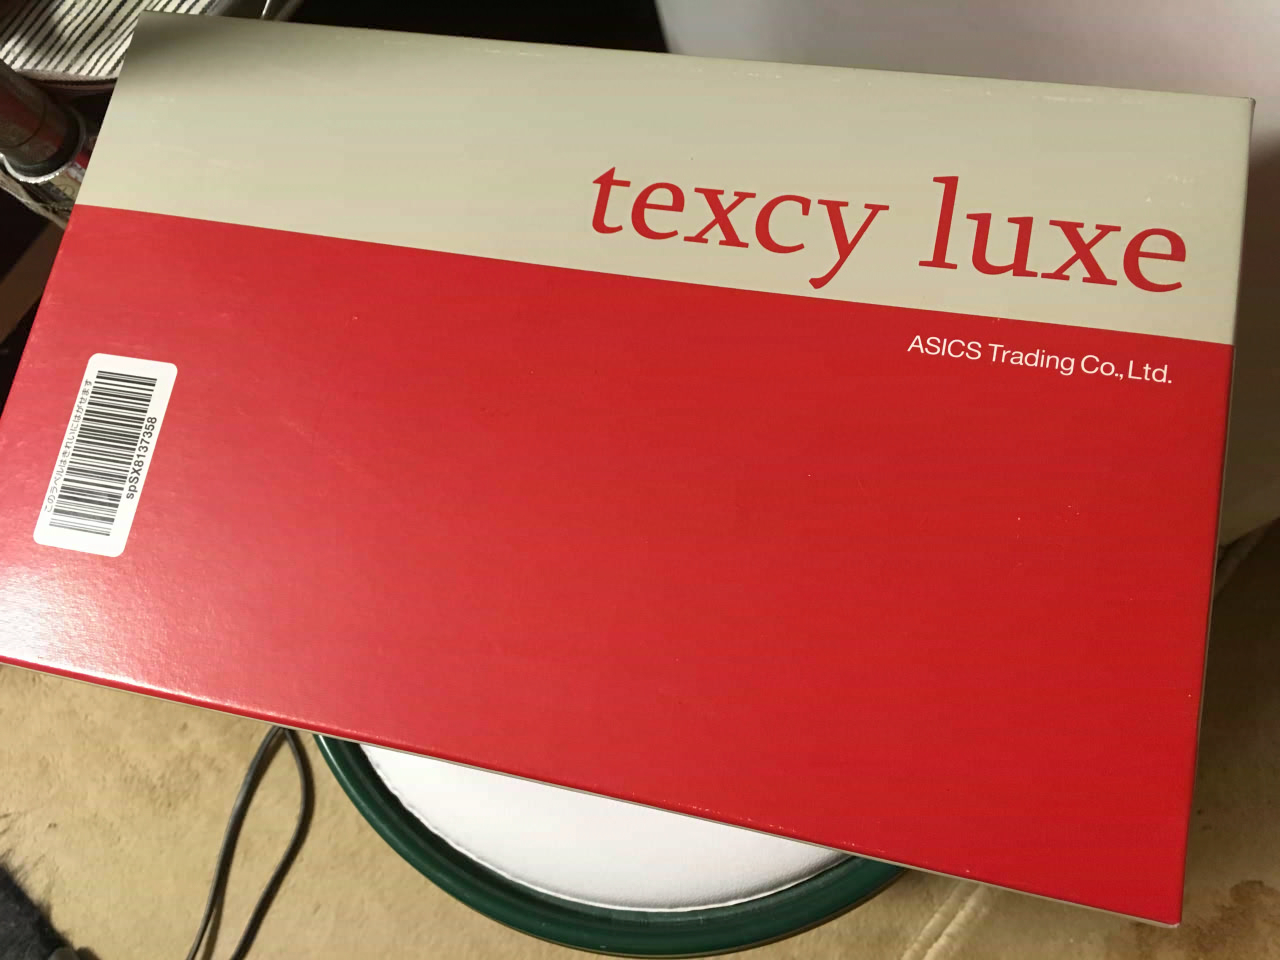 texcy luxe
ASICS Trading Co., Ltd.
このラベルはきれいにはがせます
spSX8137358